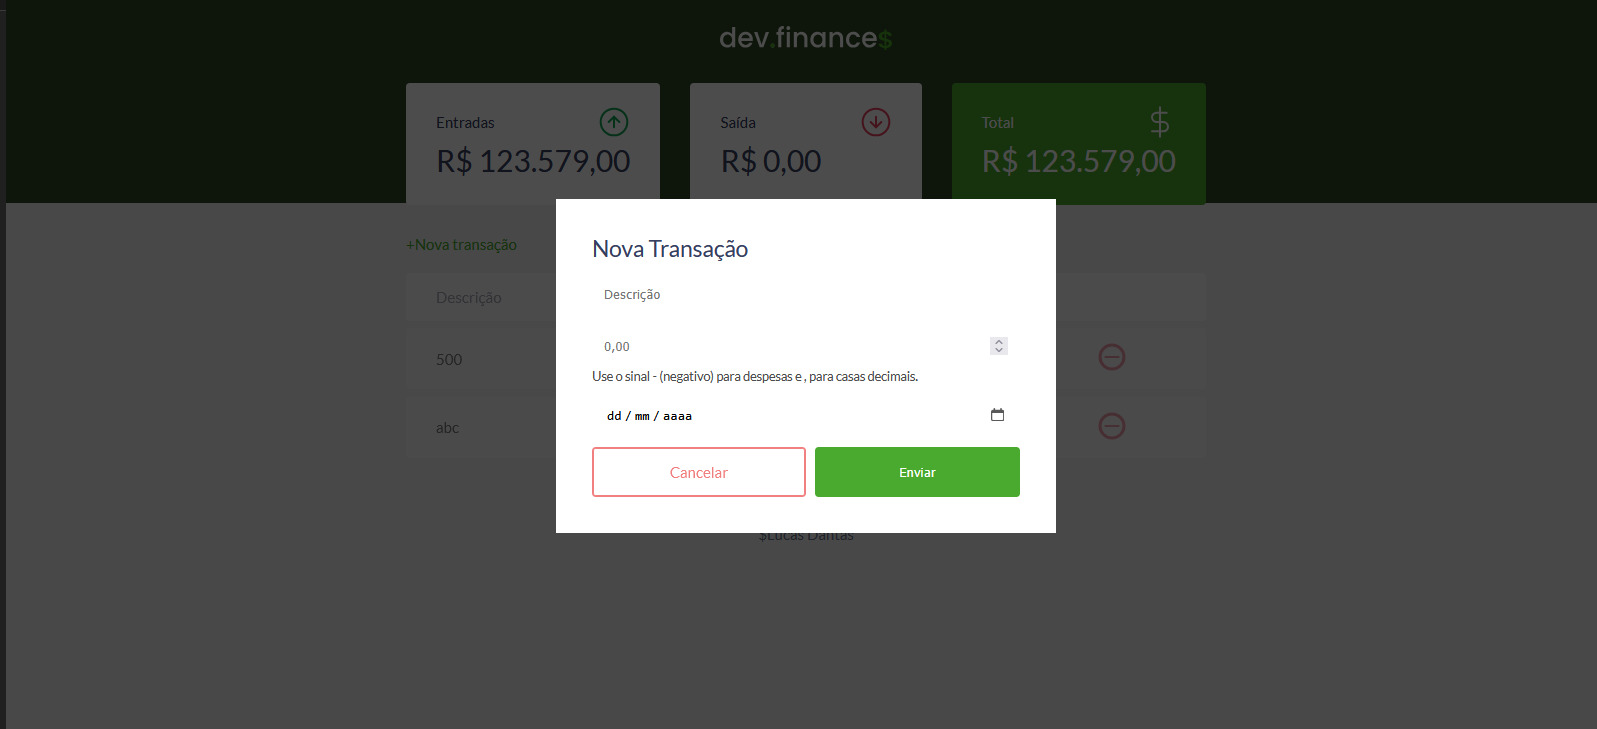 dev.finance$
Entradas
R$ 123.579,00
Saída
R$ 0,00
Total
$
R$ 123.579,00
+Nova transação
Descrição
500
abc
Nova Transação
Descrição
0,00
Use o sinal - (negativo) para despesas e , para casas decimais.
dd / mm / aaaa
Cancelar
Enviar
$Lucas Dantas